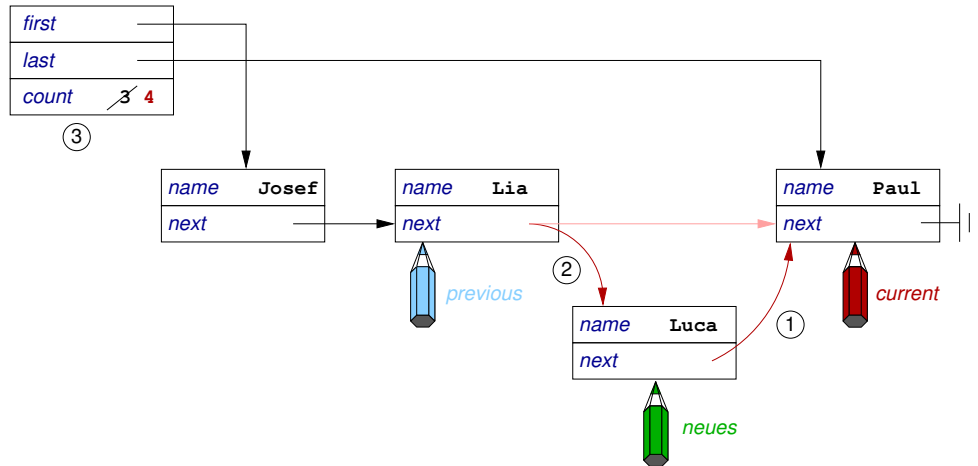 first
last
count 3 4
3
name Josef
next
name Lia
next
name Paul
next
2
previous
current
name Luca
next
1
neues